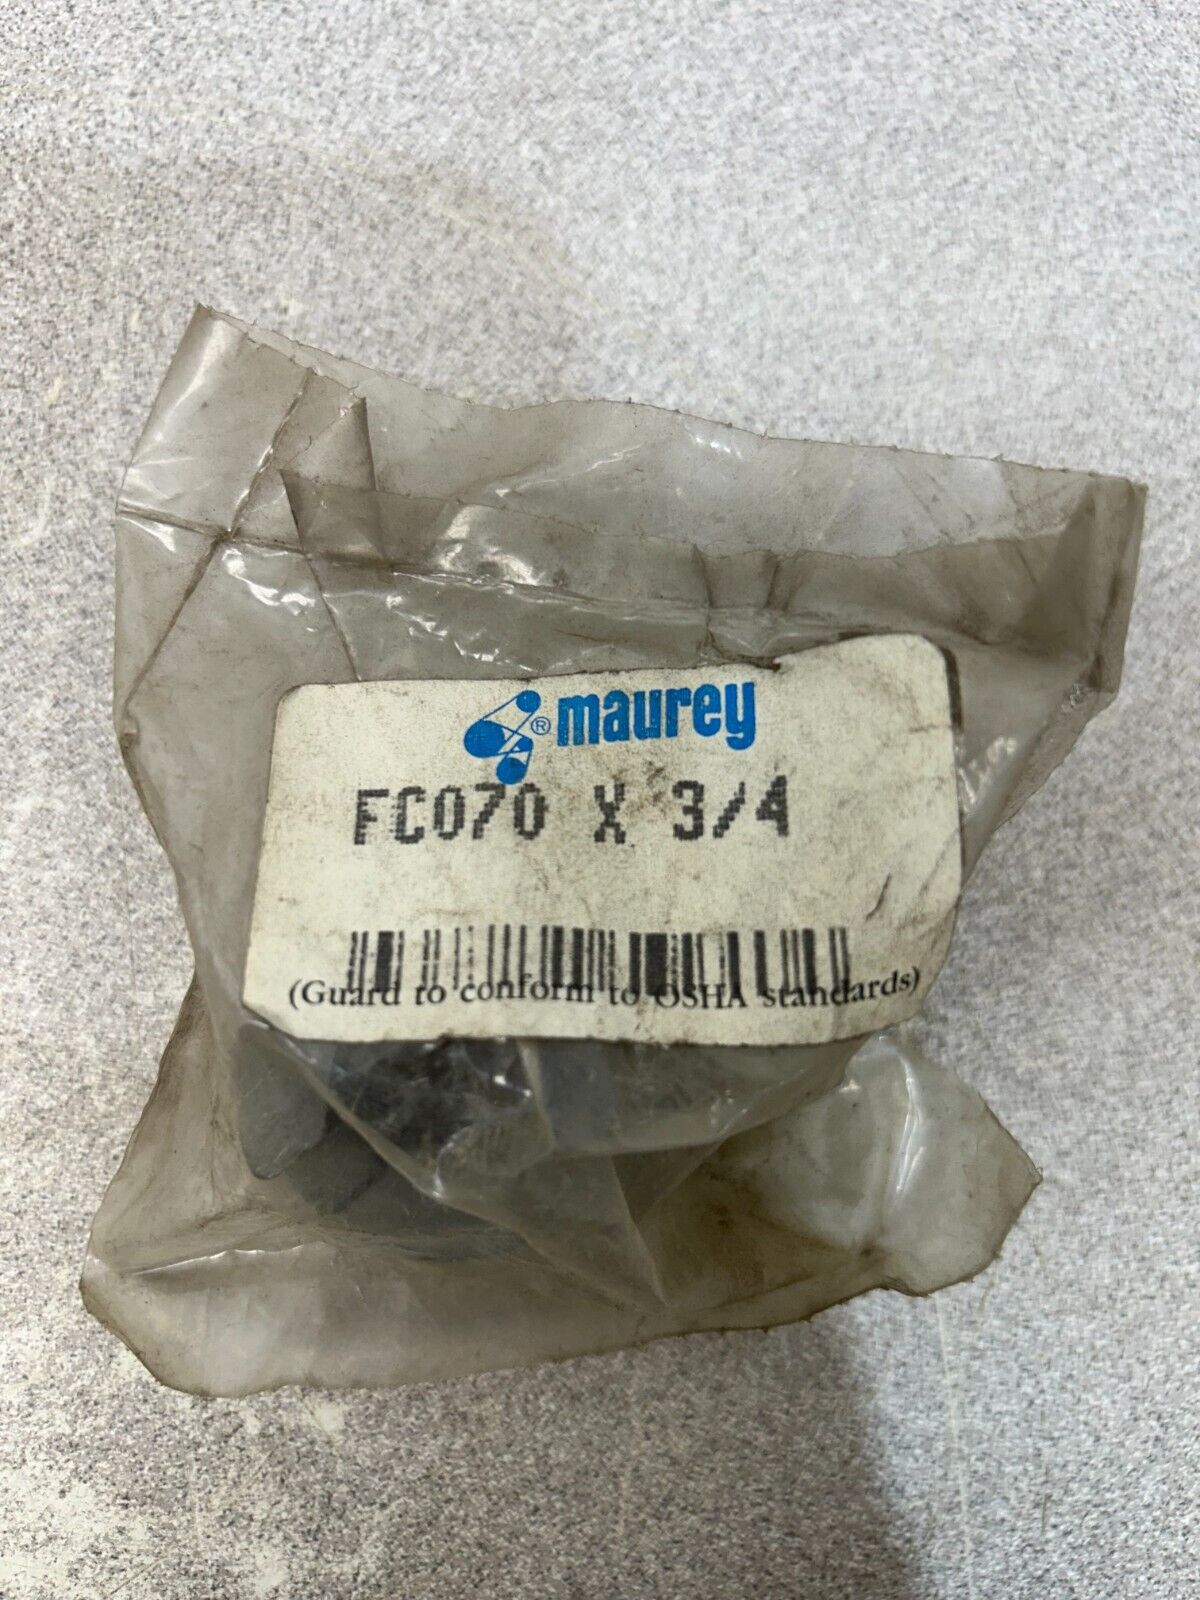 ® maurey
FC070 X 3/4
(Guard to conform to OSHA standards)